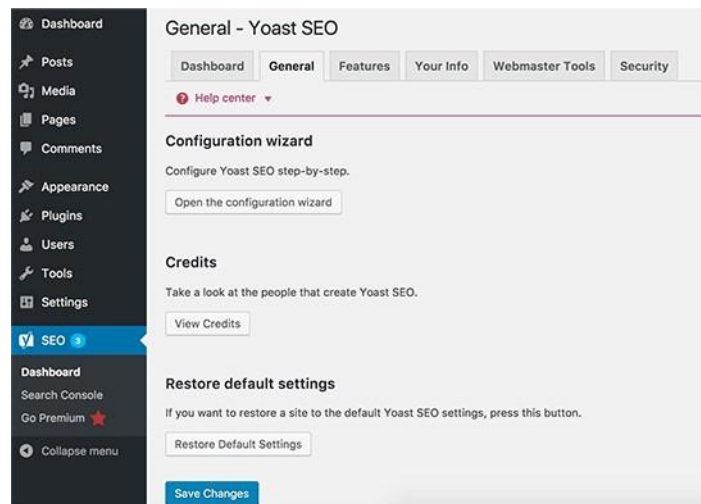 Dashboard
Posts
Media
Pages
Comments
Appearance
Plugins
Users
Tools
Settings
SEO 3
Dashboard
Search Console
Go Premium
Collapse menu
General - Yoast SEO
Dashboard General Features Your Info Webmaster Tools Security
Help center
Configuration wizard
Configure Yoast SEO step-by-step.
Open the configuration wizard
Credits
Take a look at the people that create Yoast SEO.
View Credits
Restore default settings
If you want to restore a site to the default Yoast SEO settings, press this button.
Restore Default Settings
Save Changes